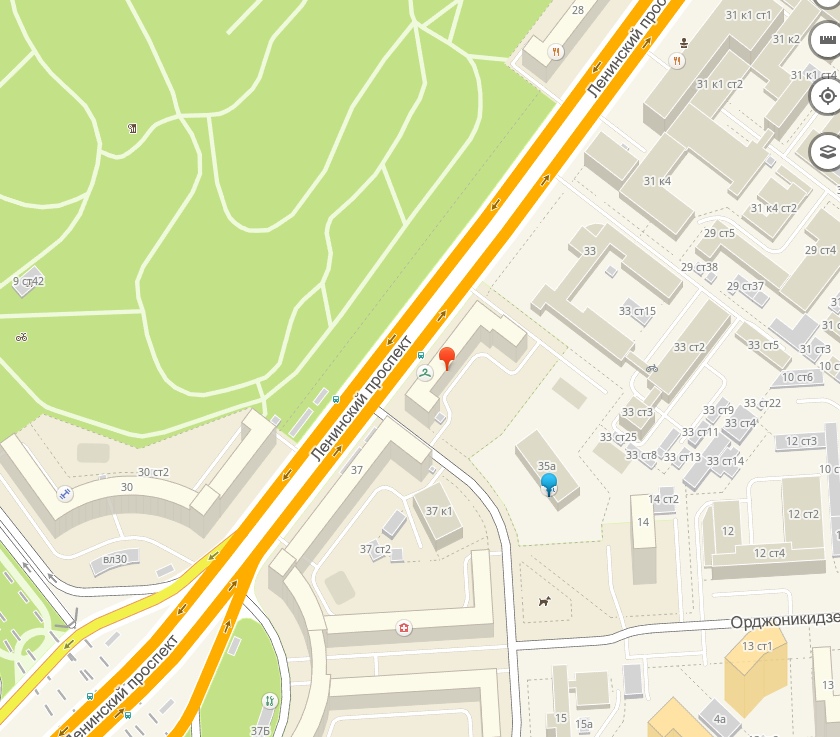 28
31 к1 ст1
31 к2
Ленинский прос
31 к1 ст4
31 к1 ст2
31 к4
31 к4 ст2
29 ст5
33
29 ст4
29 ст38
9 ст42
29 ст37
33 ст15
33 ст2
33 ст5
31 ст3
Ленинский проспект
10 ст6
33 ст22
33 ст9
33 ст3
33 ст4
33 ст11
33 ст25
12 ст3
33 ст8
33 ст13
33 ст14
35а
30 ст2
37
30
14 ст2
37 к1
14
12 ст2
12
37 ст2
12 ст4
вл30
Орджоникидзе
13 ст1
Ленинский проспект
13
15
15а
4а
37Б